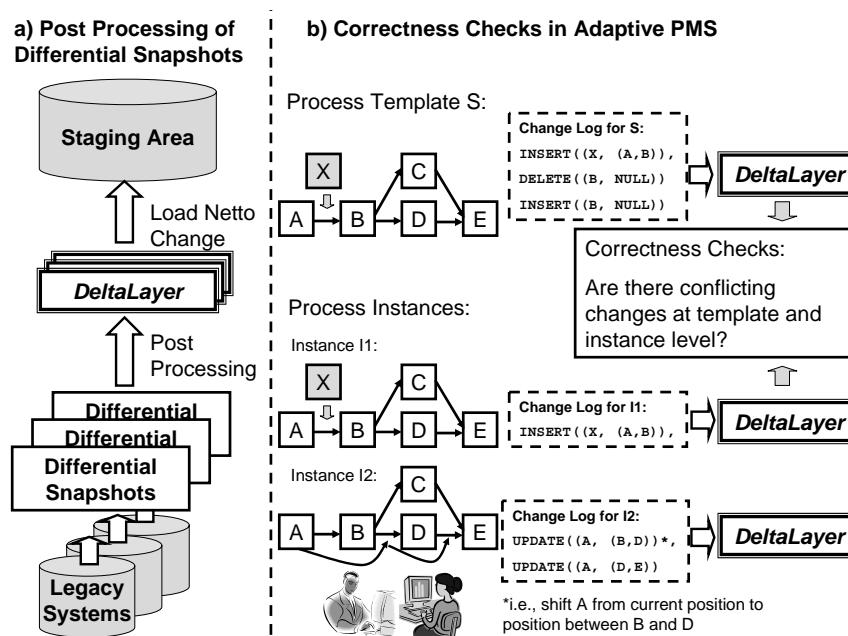 a) Post Processing of
Differential Snapshots
Staging Area
Load Netto
Change
DeltaLayer
Post
Processing
Differential
Differential
Differential
Snapshots
Legacy
Systems
b) Correctness Checks in Adaptive PMS
Process Template S:
X
C
A
B
D
E
Change Log for S:
INSERT((X, (A,B)),
DELETE((B, NULL))
INSERT((B, NULL))
DeltaLayer
Correctness Checks:
Are there conflicting
changes at template and
instance level?
Process Instances:
Instance I1:
X
C
A
B
D
E
Change Log for I1:
INSERT((X, (A,B)),
DeltaLayer
Instance I2:
C
A
B
D
E
Change Log for I2:
UPDATE((A, (B,D))*,
UPDATE((A, (D,E))
DeltaLayer
*i.e., shift A from current position to
position between B and D